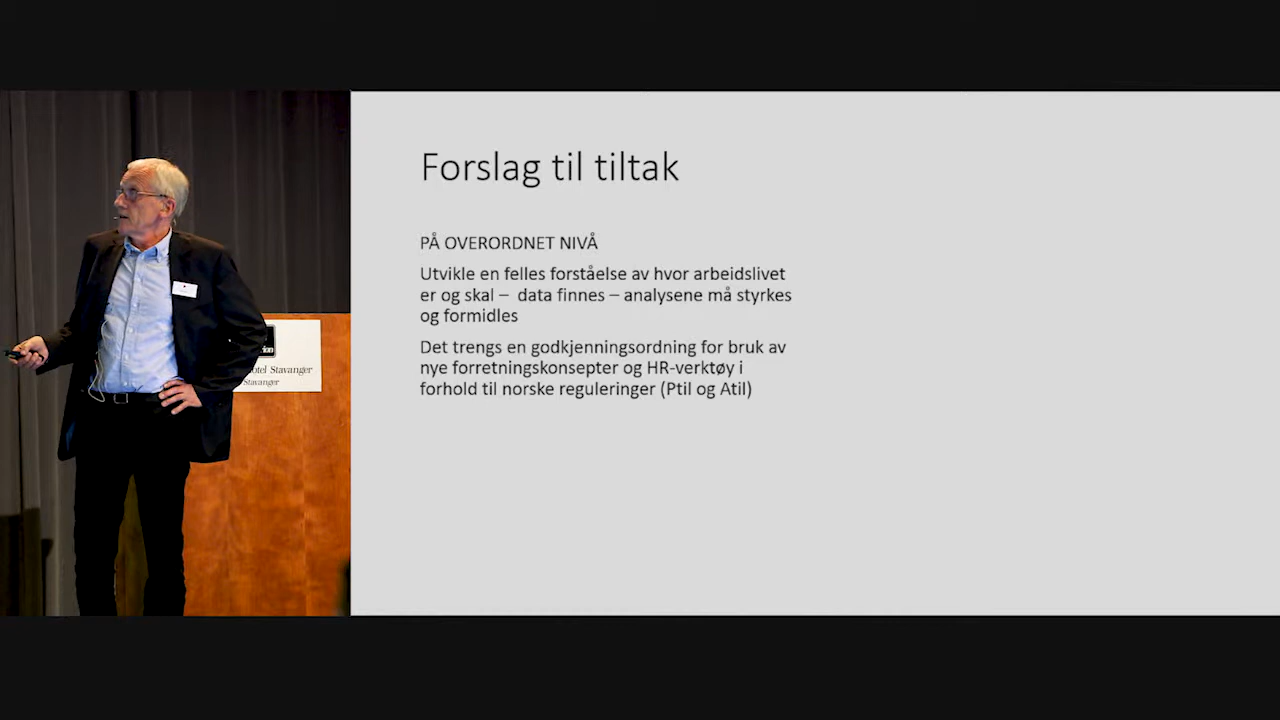 Forslag til tiltak
PÅ OVERORDNET NIVÅ
Utvikle en felles forståelse av hvor arbeidslivet
er og skal – data finnes – analysene må styrkes
og formidles
Det trengs en godkjenningsordning for bruk av
nye forretningskonsepter og HR-verktøy i
forhold til norske reguleringer (Ptil og Atil)
Stavanger
Stavanger